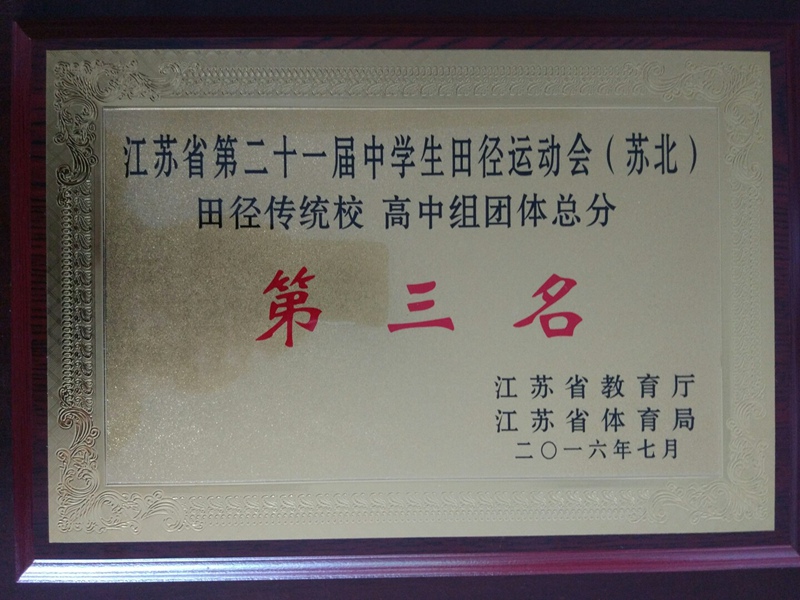 江苏省第二十一届中学生田径运动会（苏北）
田径传统校 高中组团体总分
第三名
江苏省教育厅
江苏省体育局
二〇一六年七月